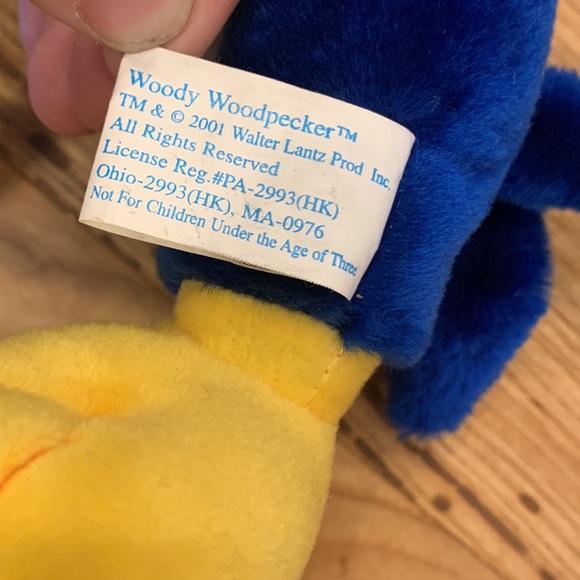 Woody Woodpecker™
TM & © 2001 Walter Lantz Prod Inc.
All Rights Reserved
License Reg.#PA-2993(HK)
Ohio-2993(HK), MA-0976
Not For Children Under the Age of Three